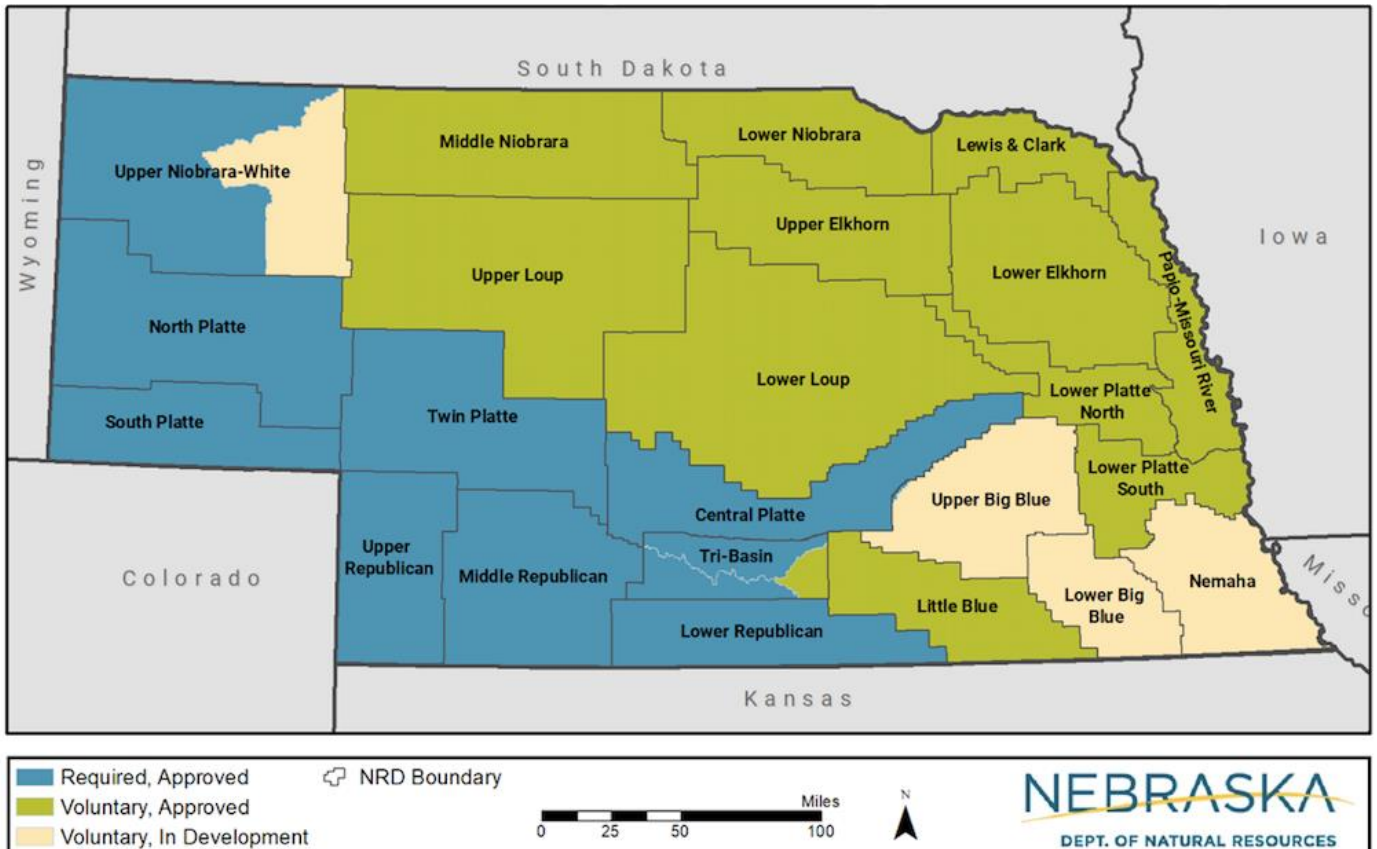 South Dakota
Wyoming
Iowa
Colorado
Kansas
Misso
Upper Niobrara-White
Middle Niobrara
Lower Niobrara
Lewis & Clark
Upper Elkhorn
Lower Elkhorn
Papio-Missouri River
Upper Loup
North Platte
Lower Loup
Lower Platte
North
South Platte
Twin Platte
Lower Platte
South
Upper Big Blue
Central Platte
Upper
Republican
Middle Republican
Tri-Basin
Little Blue
Lower Big
Blue
Nemaha
Lower Republican
Required, Approved
Voluntary, Approved
Voluntary, In Development
NRD Boundary
Miles
0 25 50 100
N
NEBRASKA
DEPT. OF NATURAL RESOURCES